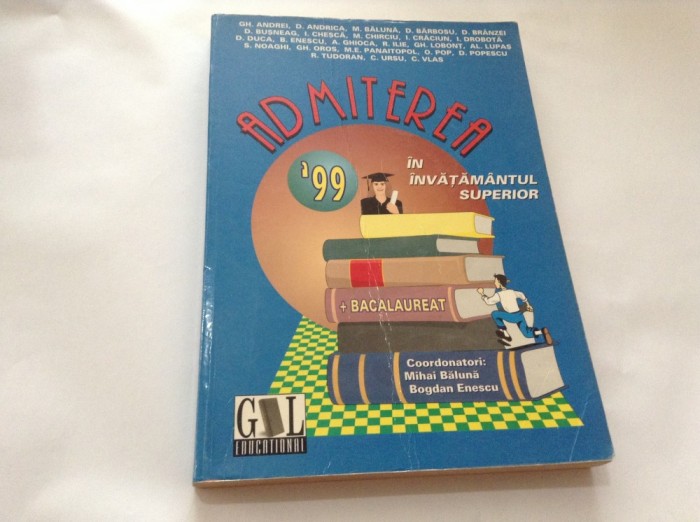 GH. ANDREI, D. ANDRICA, M. BĂLUNĂ, D. BĂRBOSU, D. BRÂNZEI
D. BUSNEAG, I. CHEȘCĂ, M. CHIRCIU, I. CRĂCIUN, I. DROBOTĂ
D. DUCA, B. ENESCU, A. GHIOCA, R. ILIE, GH. LOBONȚ, AL. LUPAȘ
S. NOAGHI, GH. OROS, M.E. PANAITOPOL, O. POP, D. POPESCU
R. TUDORAN, C. URSU, C. VLAS
ADMITEREA
'99
ÎN
ÎNVĂȚĂMÂNTUL
SUPERIOR
+ BACALAUREAT
Coordonatori:
Mihai Bălună
Bogdan Enescu
GIL
EDUCATIONAL